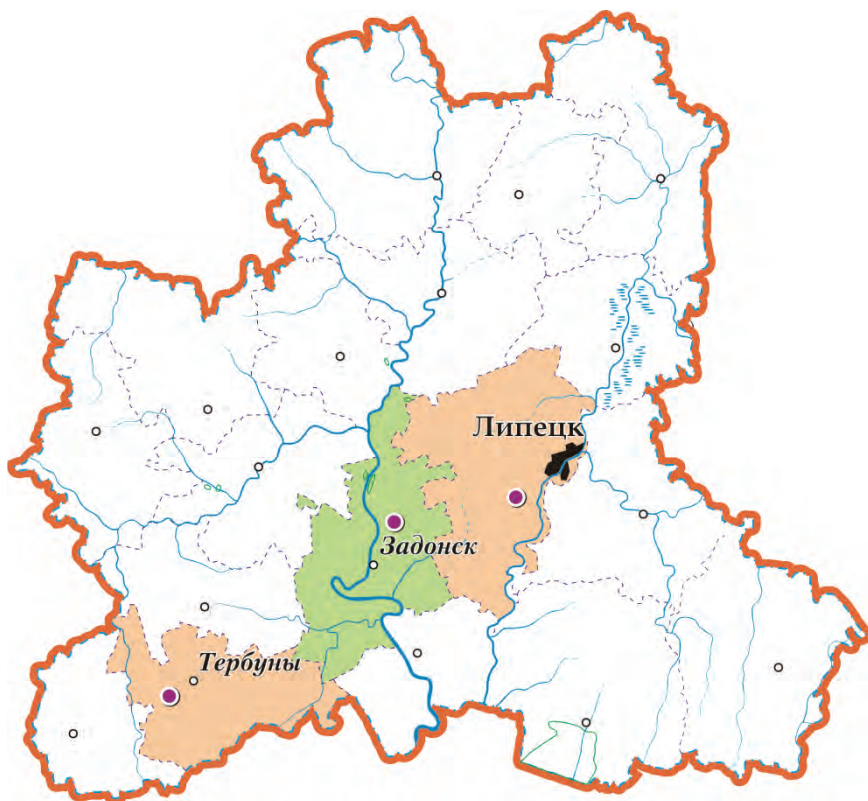 Липецк
Задонск
Тербуны